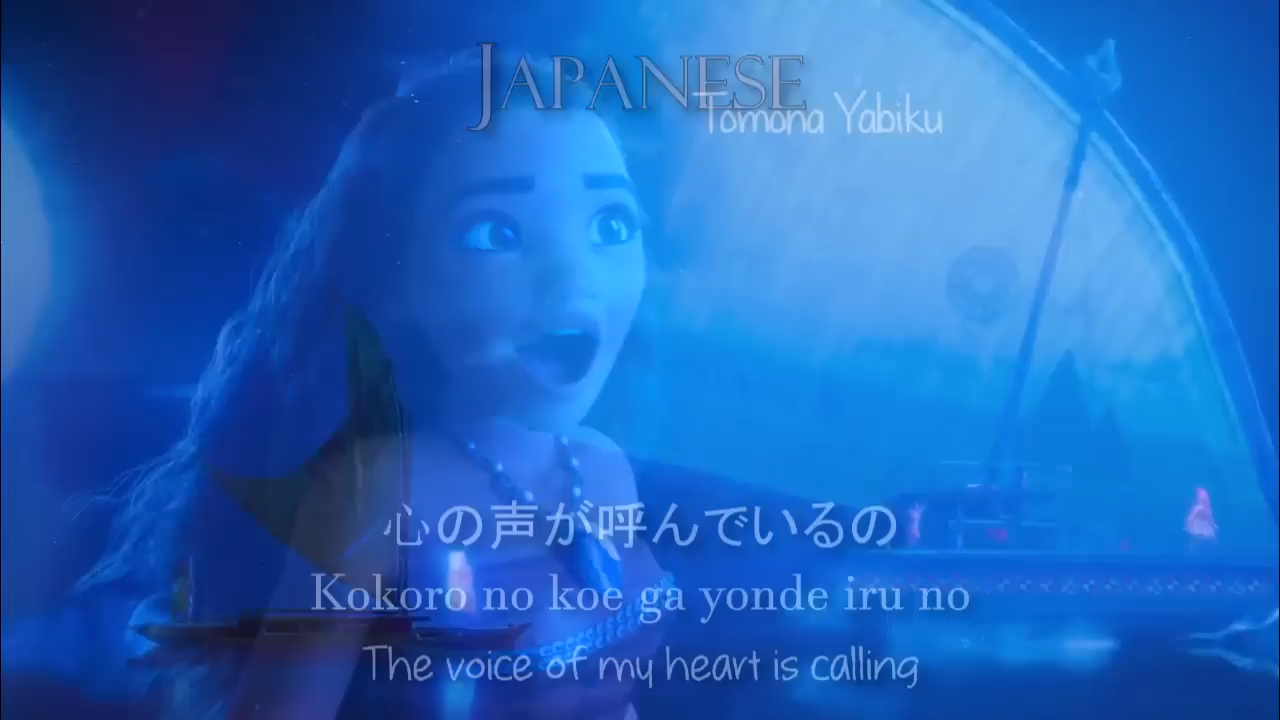 JAPANESE
Tomona Yabiku
心の声が呼んでいるの
Kokoro no koe ga yonde iru no
The voice of my heart is calling